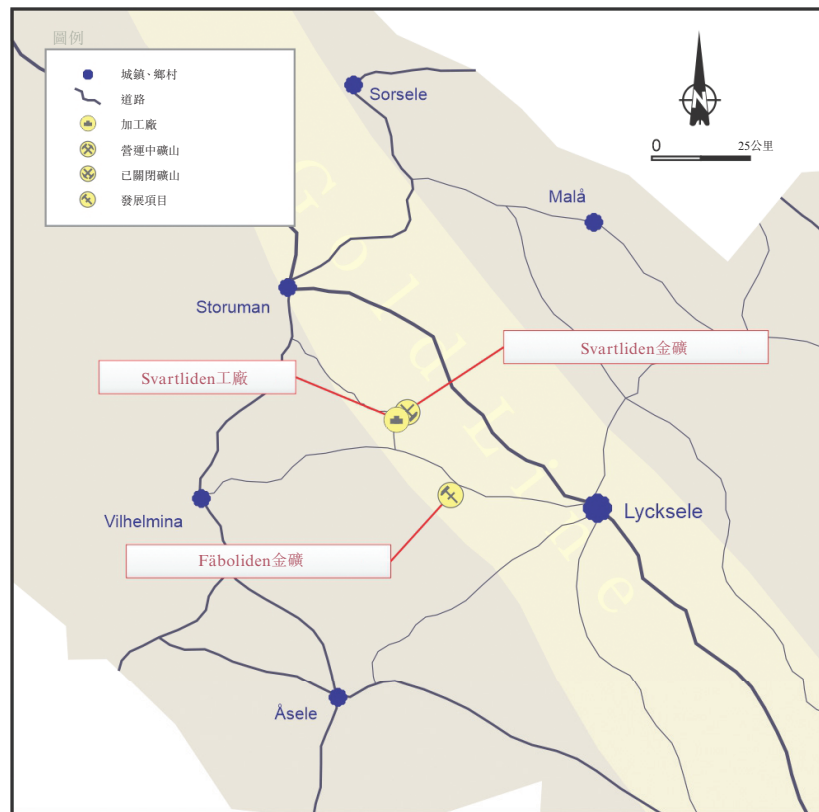 圖例
城鎮、鄉村
道路
加工廠
營運中礦山
已關閉礦山
發展項目
Sorsele
N
0 25公里
Malå
Storuman
Gold Line
Svartliden金礦
Svartliden工廠
Vilhelmina
Lycksele
Fäboliden金礦
Åsele